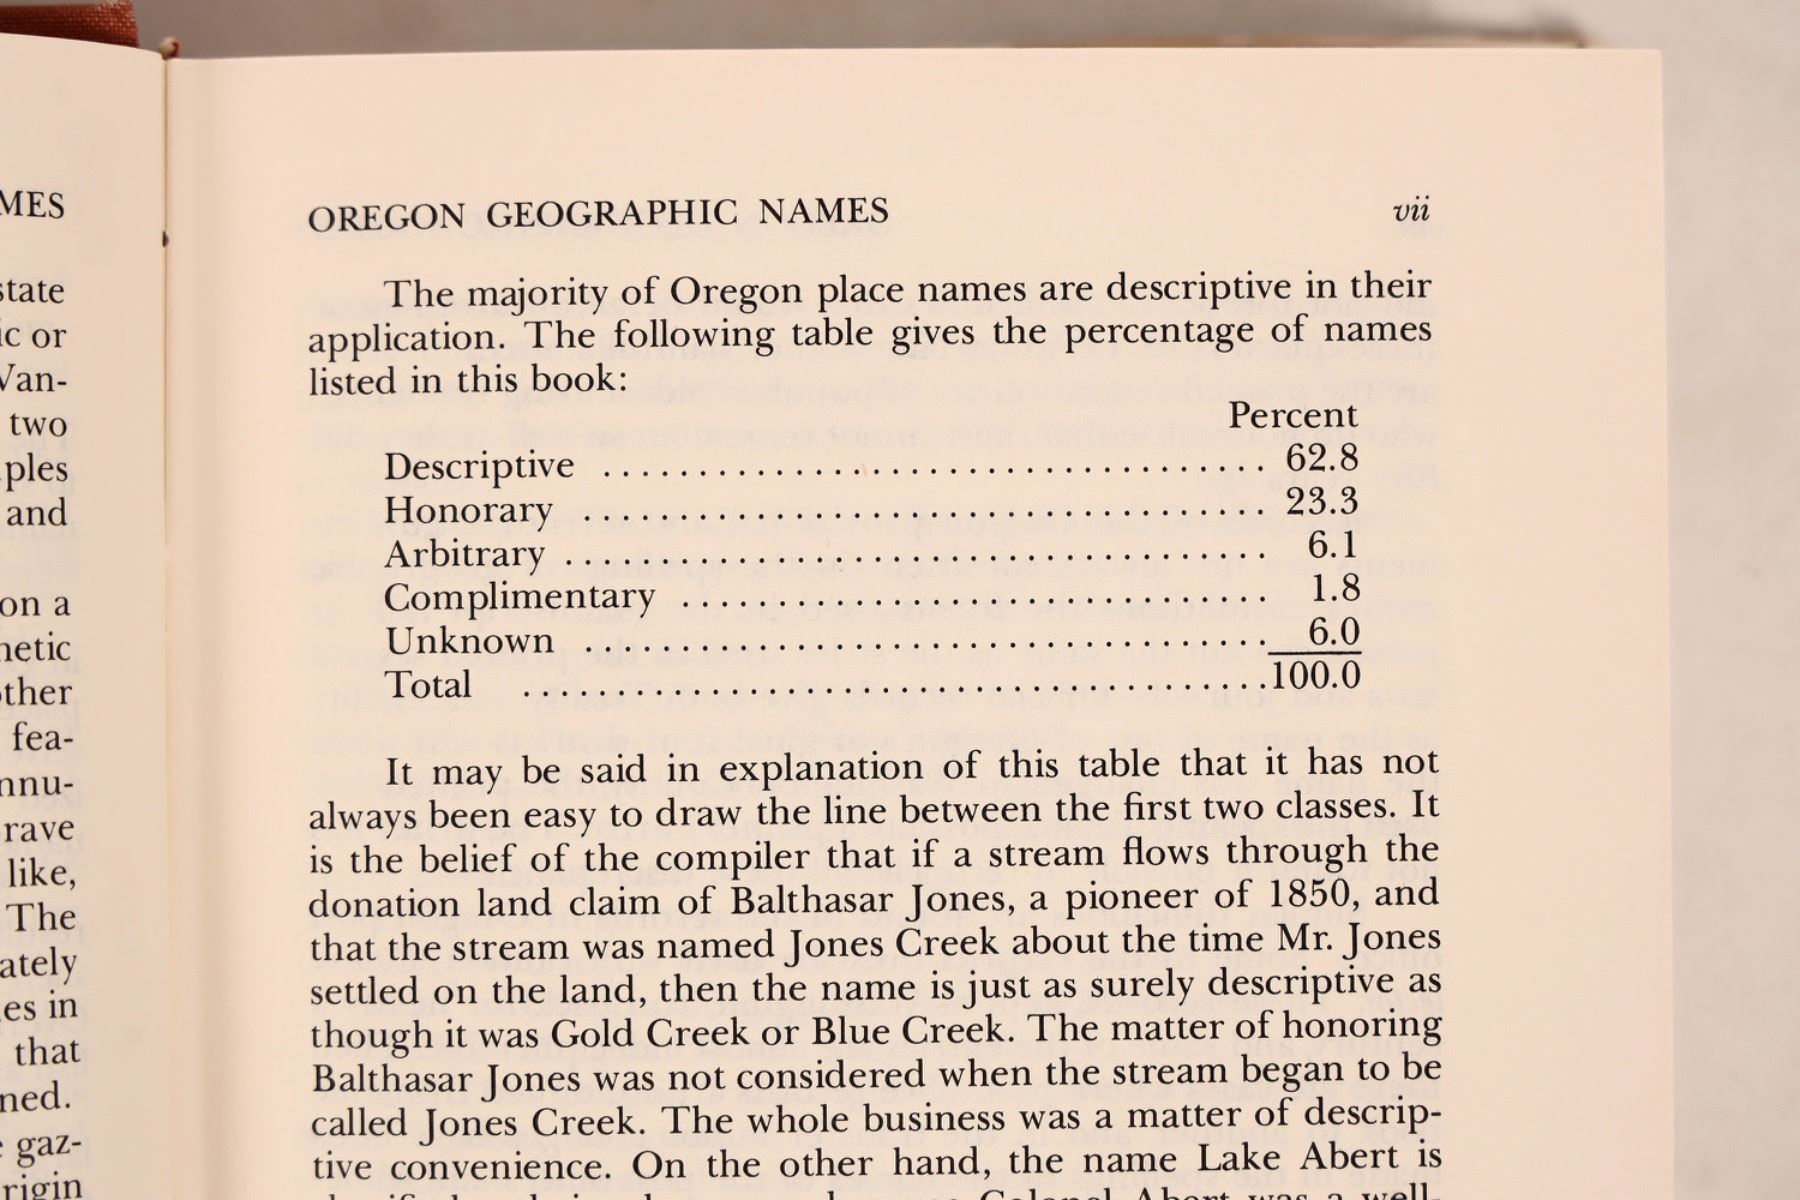 MES
state
ic or
Van-
two
ples
and
on a
netic
other
fea-
nnu-
rave
like,
The
ately
es in
that
ned.
gaz-
rigin
OREGON GEOGRAPHIC NAMES vii
The majority of Oregon place names are descriptive in their
application. The following table gives the percentage of names
listed in this book:
Percent
Descriptive ........................................ 62.8
Honorary ........................................ 23.3
Arbitrary ........................................ 6.1
Complimentary ................................ 1.8
Unknown ........................................ 6.0
Total ........................................ 100.0
It may be said in explanation of this table that it has not
always been easy to draw the line between the first two classes. It
is the belief of the compiler that if a stream flows through the
donation land claim of Balthasar Jones, a pioneer of 1850, and
that the stream was named Jones Creek about the time Mr. Jones
settled on the land, then the name is just as surely descriptive as
though it was Gold Creek or Blue Creek. The matter of honoring
Balthasar Jones was not considered when the stream began to be
called Jones Creek. The whole business was a matter of descrip-
tive convenience. On the other hand, the name Lake Abert is
Colonel Abert was a well-